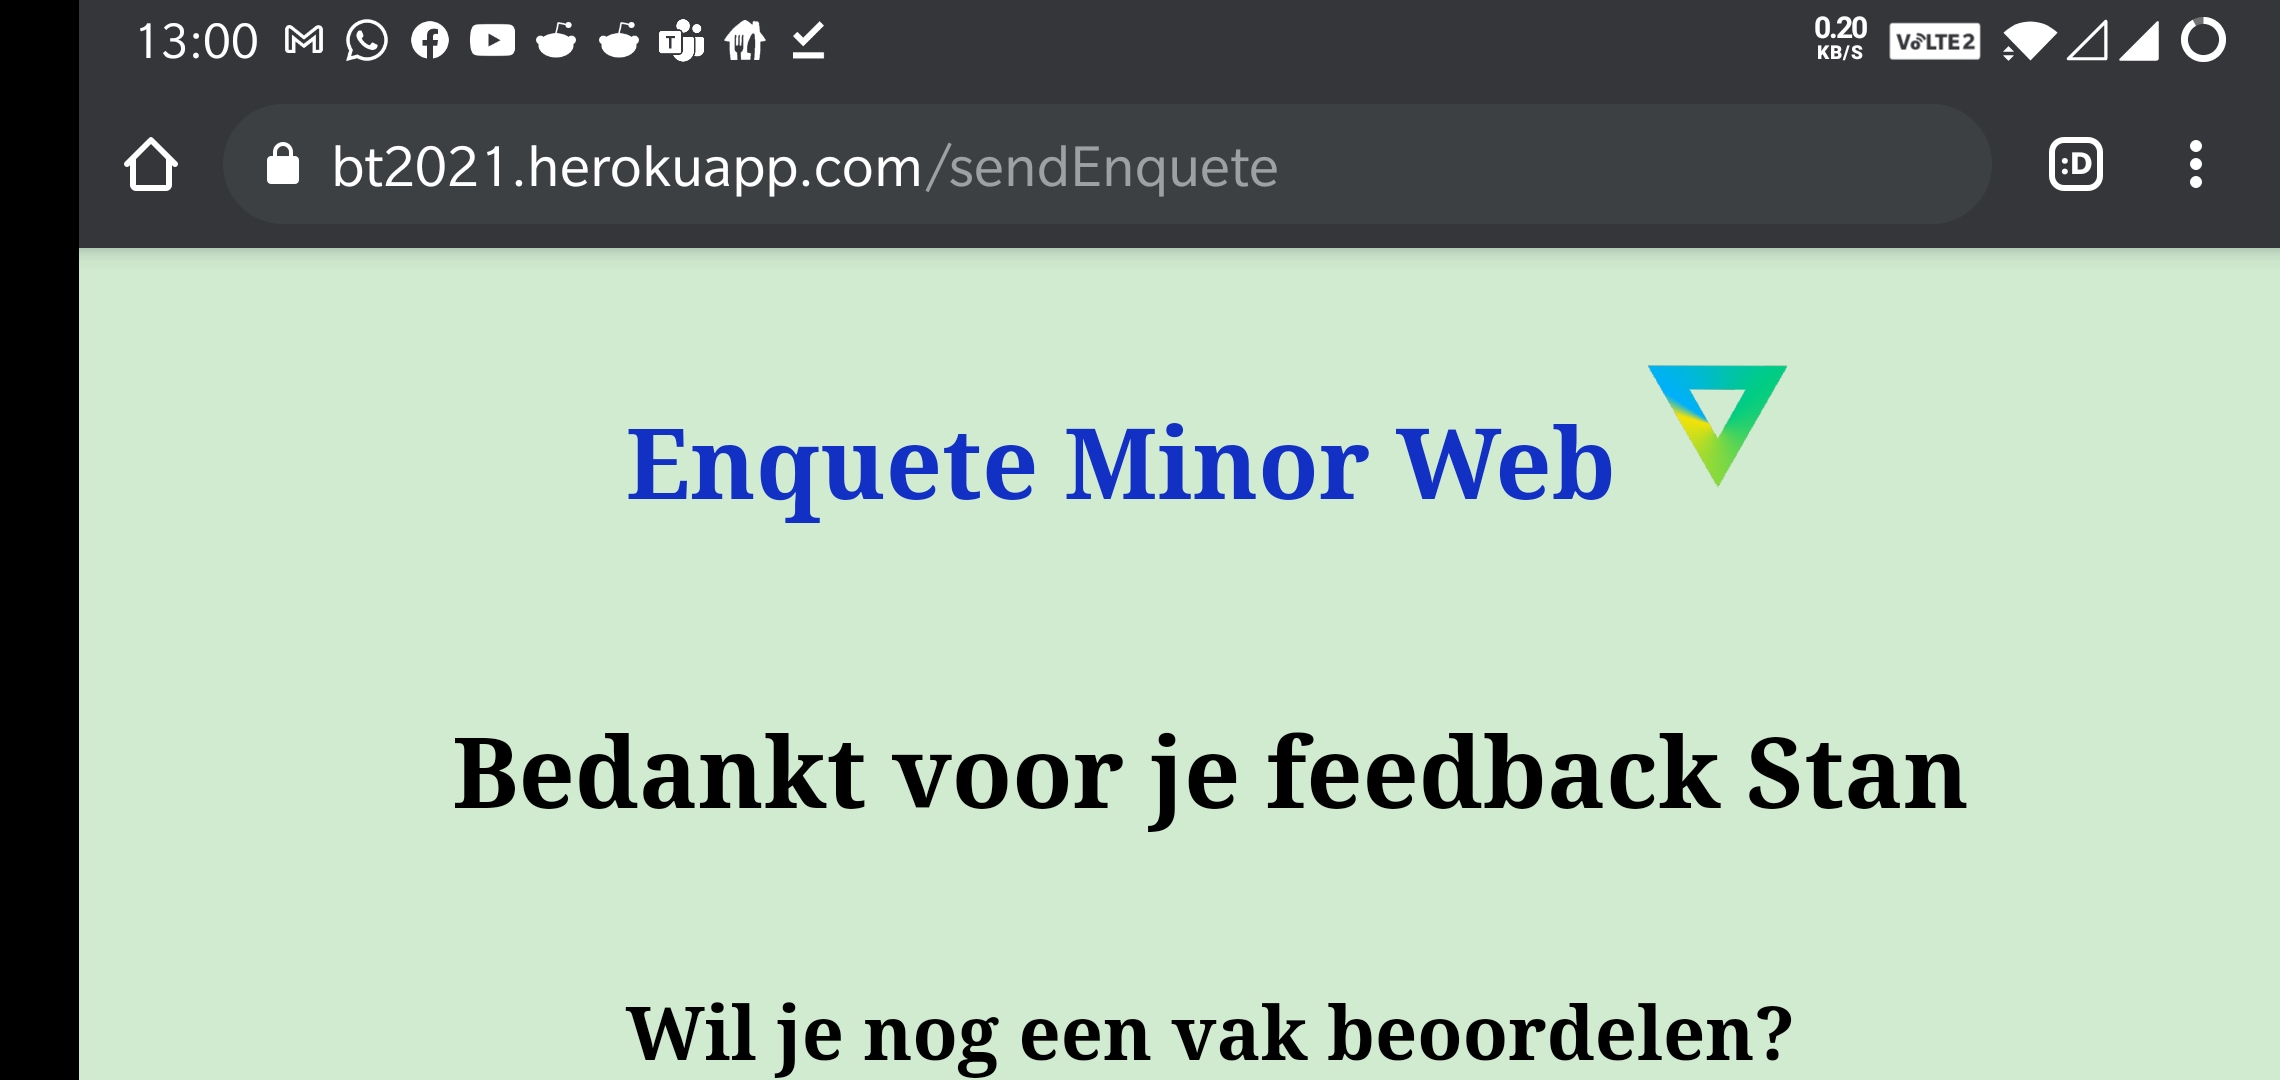 13:00 0.20 KB/S VoLTE2
bt2021.herokuapp.com/sendEnquete :D
Enquete Minor Web
Bedankt voor je feedback Stan
Wil je nog een vak beoordelen?